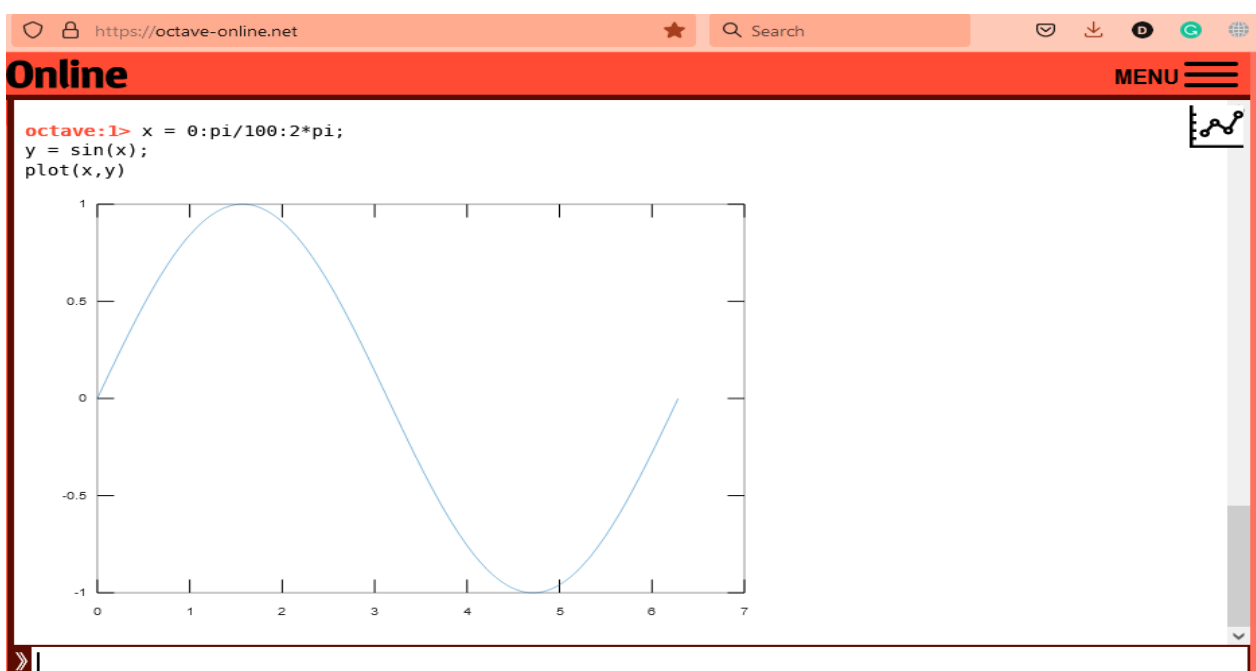 https://octave-online.net
Search
D
G
Online
MENU
octave:1> x = 0:pi/100:2*pi;
y = sin(x);
plot(x,y)
1
0.5
0
-0.5
-1
0 1 2 3 4 5 6 7